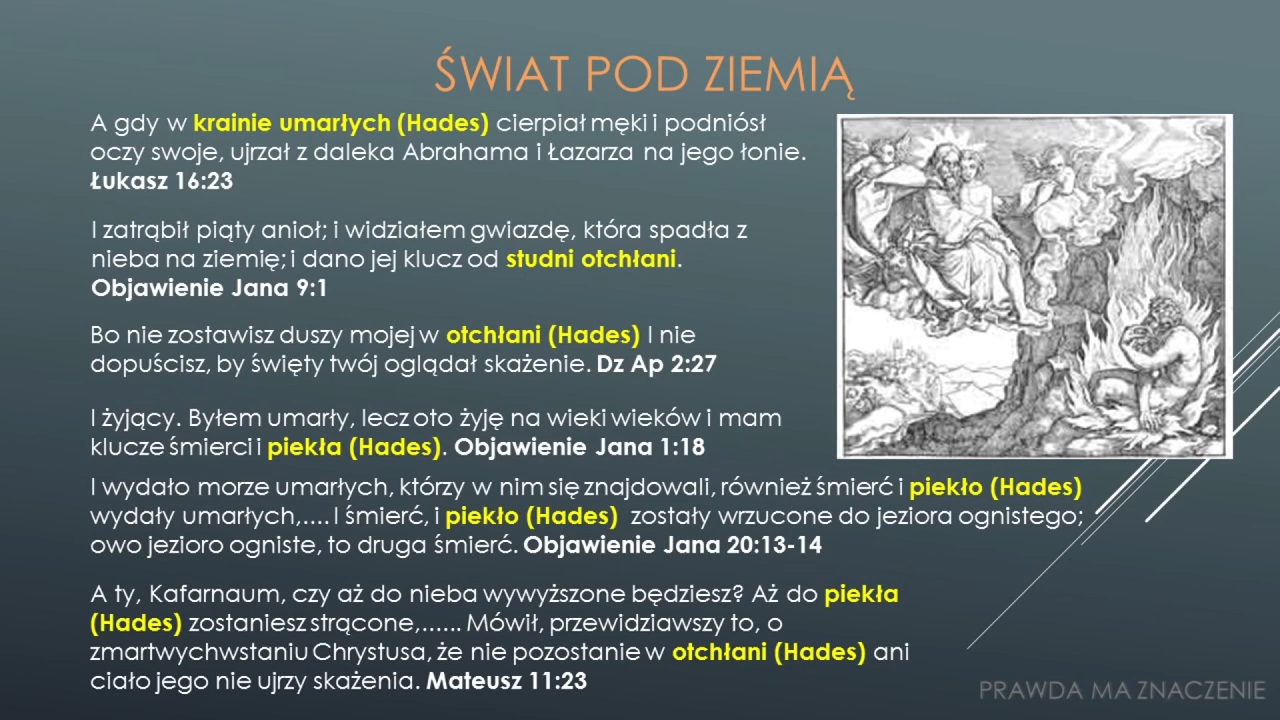 ŚWIAT POD ZIEMIĄ
A gdy w krainie umarłych (Hades) cierpiał męki i podniósł
oczy swoje, ujrzał z daleka Abrahama i Łazarza na jego łonie.
Łukasz 16:23
I zatrąbił piąty anioł; i widziałem gwiazdę, która spadła z
nieba na ziemię; i dano jej klucz od studni otchłani.
Objawienie Jana 9:1
Bo nie zostawisz duszy mojej w otchłani (Hades) I nie
dopuścisz, by święty twój oglądał skażenie. Dz Ap 2:27
I żyjący. Byłem umarły, lecz oto żyję na wieki wieków i mam
klucze śmierci i piekła (Hades). Objawienie Jana 1:18
I wydało morze umarłych, którzy w nim się znajdowali, również śmierć i piekło (Hades)
wydały umarłych,.... I śmierć, i piekło (Hades) zostały wrzucone do jeziora ognistego;
owo jezioro ogniste, to druga śmierć. Objawienie Jana 20:13-14
A ty, Kafarnaum, czy aż do nieba wywyższone będziesz? Aż do piekła
(Hades) zostaniesz strącone,...... Mówił, przewidziawszy to, o
zmartwychwstaniu Chrystusa, że nie pozostanie w otchłani (Hades) ani
ciało jego nie ujrzy skażenia. Mateusz 11:23
PRAWDA MA ZNACZENIE